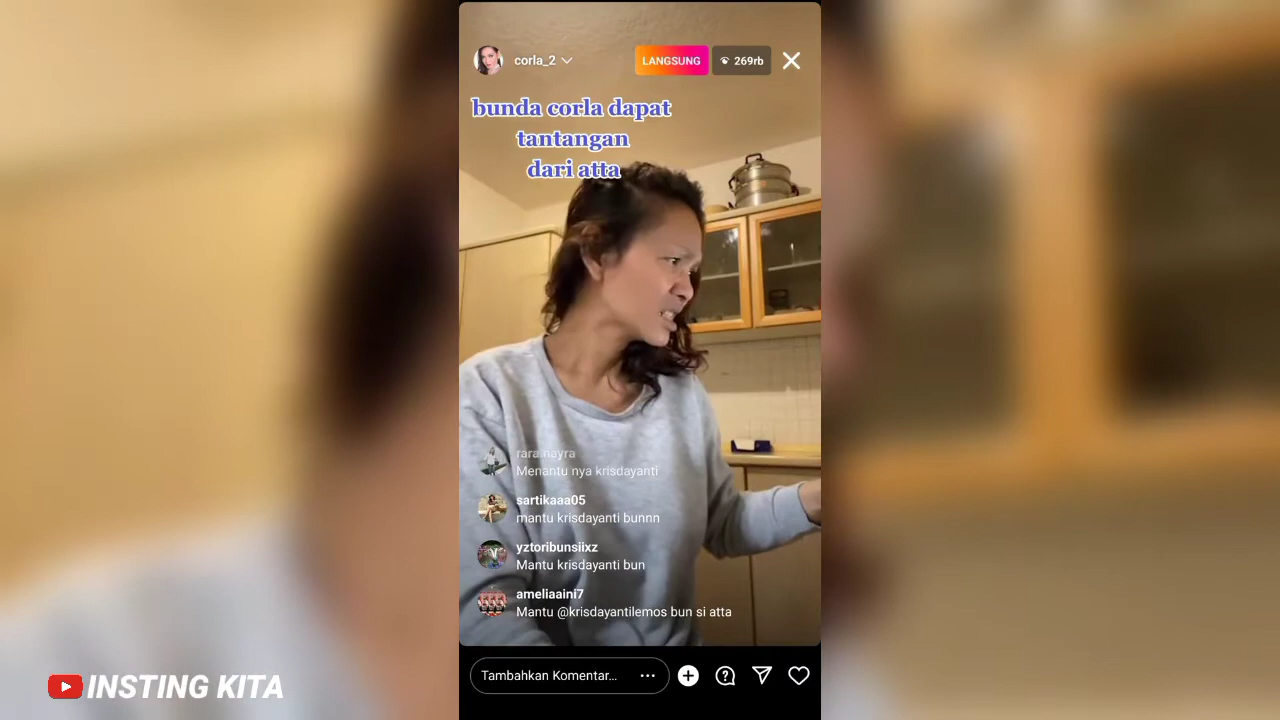 corla_2
LANGSUNG
269rb
bunda corla dapat
tantangan
dari atta
rara.nayra
Menantu nya krisdayanti
sartikaaa05
mantu krisdayanti bunnn
yztoribunsiixz
Mantu krisdayanti bun
ameliaaini7
Mantu @krisdayantilemos bun si atta
Tambahkan Komentar...
INSTING KITA